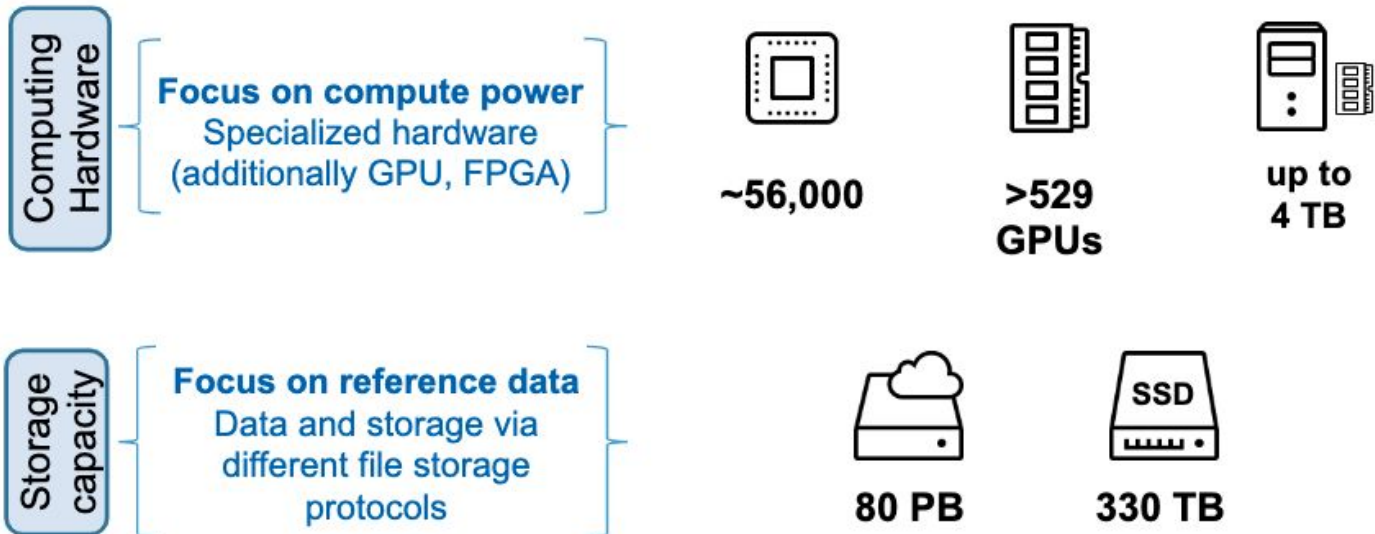 Computing
Hardware
Focus on compute power
Specialized hardware
(additionally GPU, FPGA)
~56,000
>529
GPUs
up to
4 TB
Storage
capacity
Focus on reference data
Data and storage via
different file storage
protocols
80 PB
SSD
330 TB